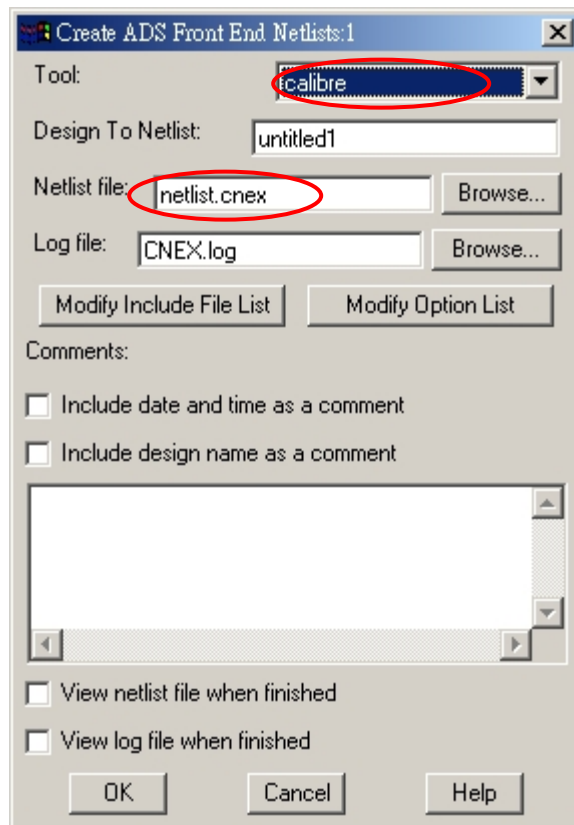 Create ADS Front End Netlists:1
Tool: calibre
Design To Netlist: untitled1
Netlist file: netlist.cnex Browse...
Log file: CNEX.log Browse...
Modify Include File List Modify Option List
Comments:
Include date and time as a comment
Include design name as a comment
View netlist file when finished
View log file when finished
OK Cancel Help